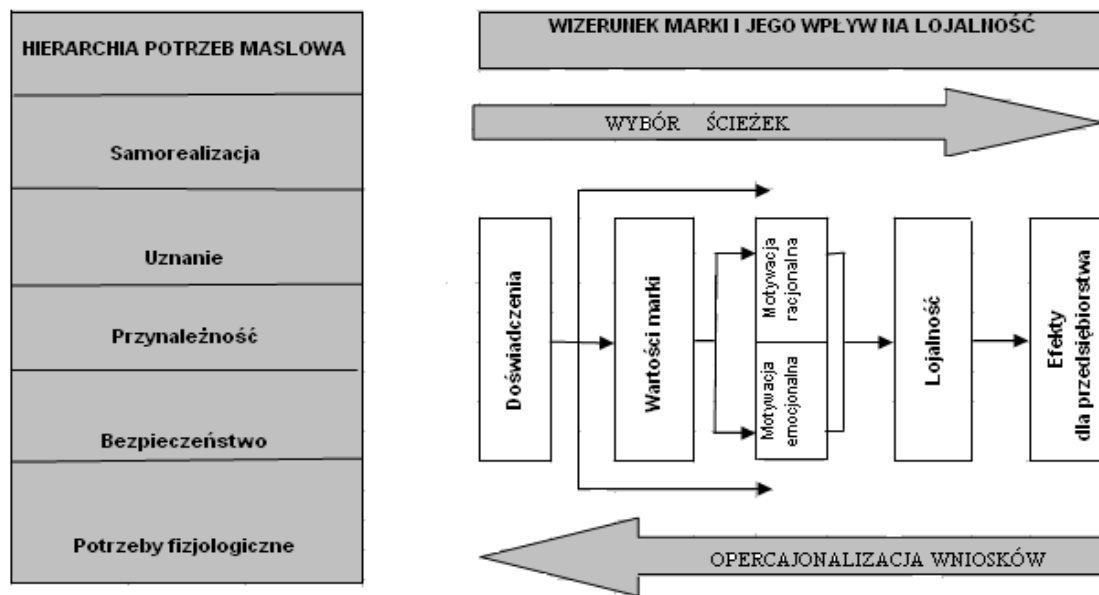 HIERARCHIA POTRZEB MASLOWA
Samorealizacja
Uznanie
Przynależność
Bezpieczeństwo
Potrzeby fizjologiczne
WIZERUNEK MARKI I JEGO WPŁYW NA LOJALNOŚĆ
WYBÓR ŚCIEŻEK
Doświadczenia
Wartości marki
Motywacja
racjonalna
Motywacja
emocjonalna
Lojalność
Efekty
dla przedsiębiorstwa
OPERCAJONALIZACJA WNIOSKÓW